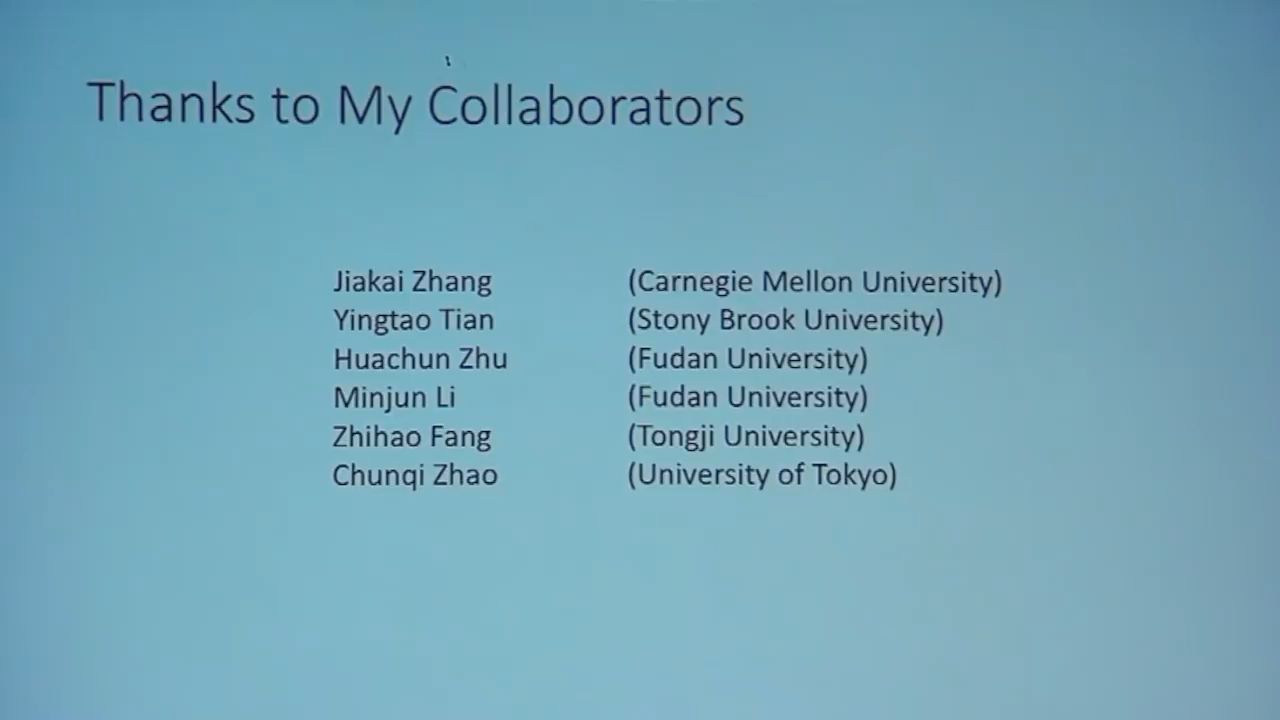 Thanks to My Collaborators
Jiakai Zhang (Carnegie Mellon University)
Yingtao Tian (Stony Brook University)
Huachun Zhu (Fudan University)
Minjun Li (Fudan University)
Zhihao Fang (Tongji University)
Chunqi Zhao (University of Tokyo)